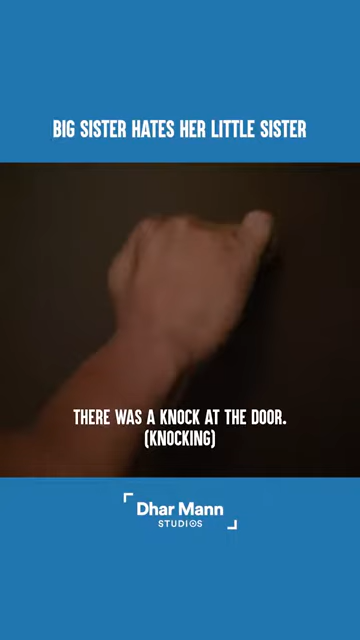 BIG SISTER HATES HER LITTLE SISTER
THERE WAS A KNOCK AT THE DOOR.
(KNOCKING)
Dhar Mann
STUDIOS